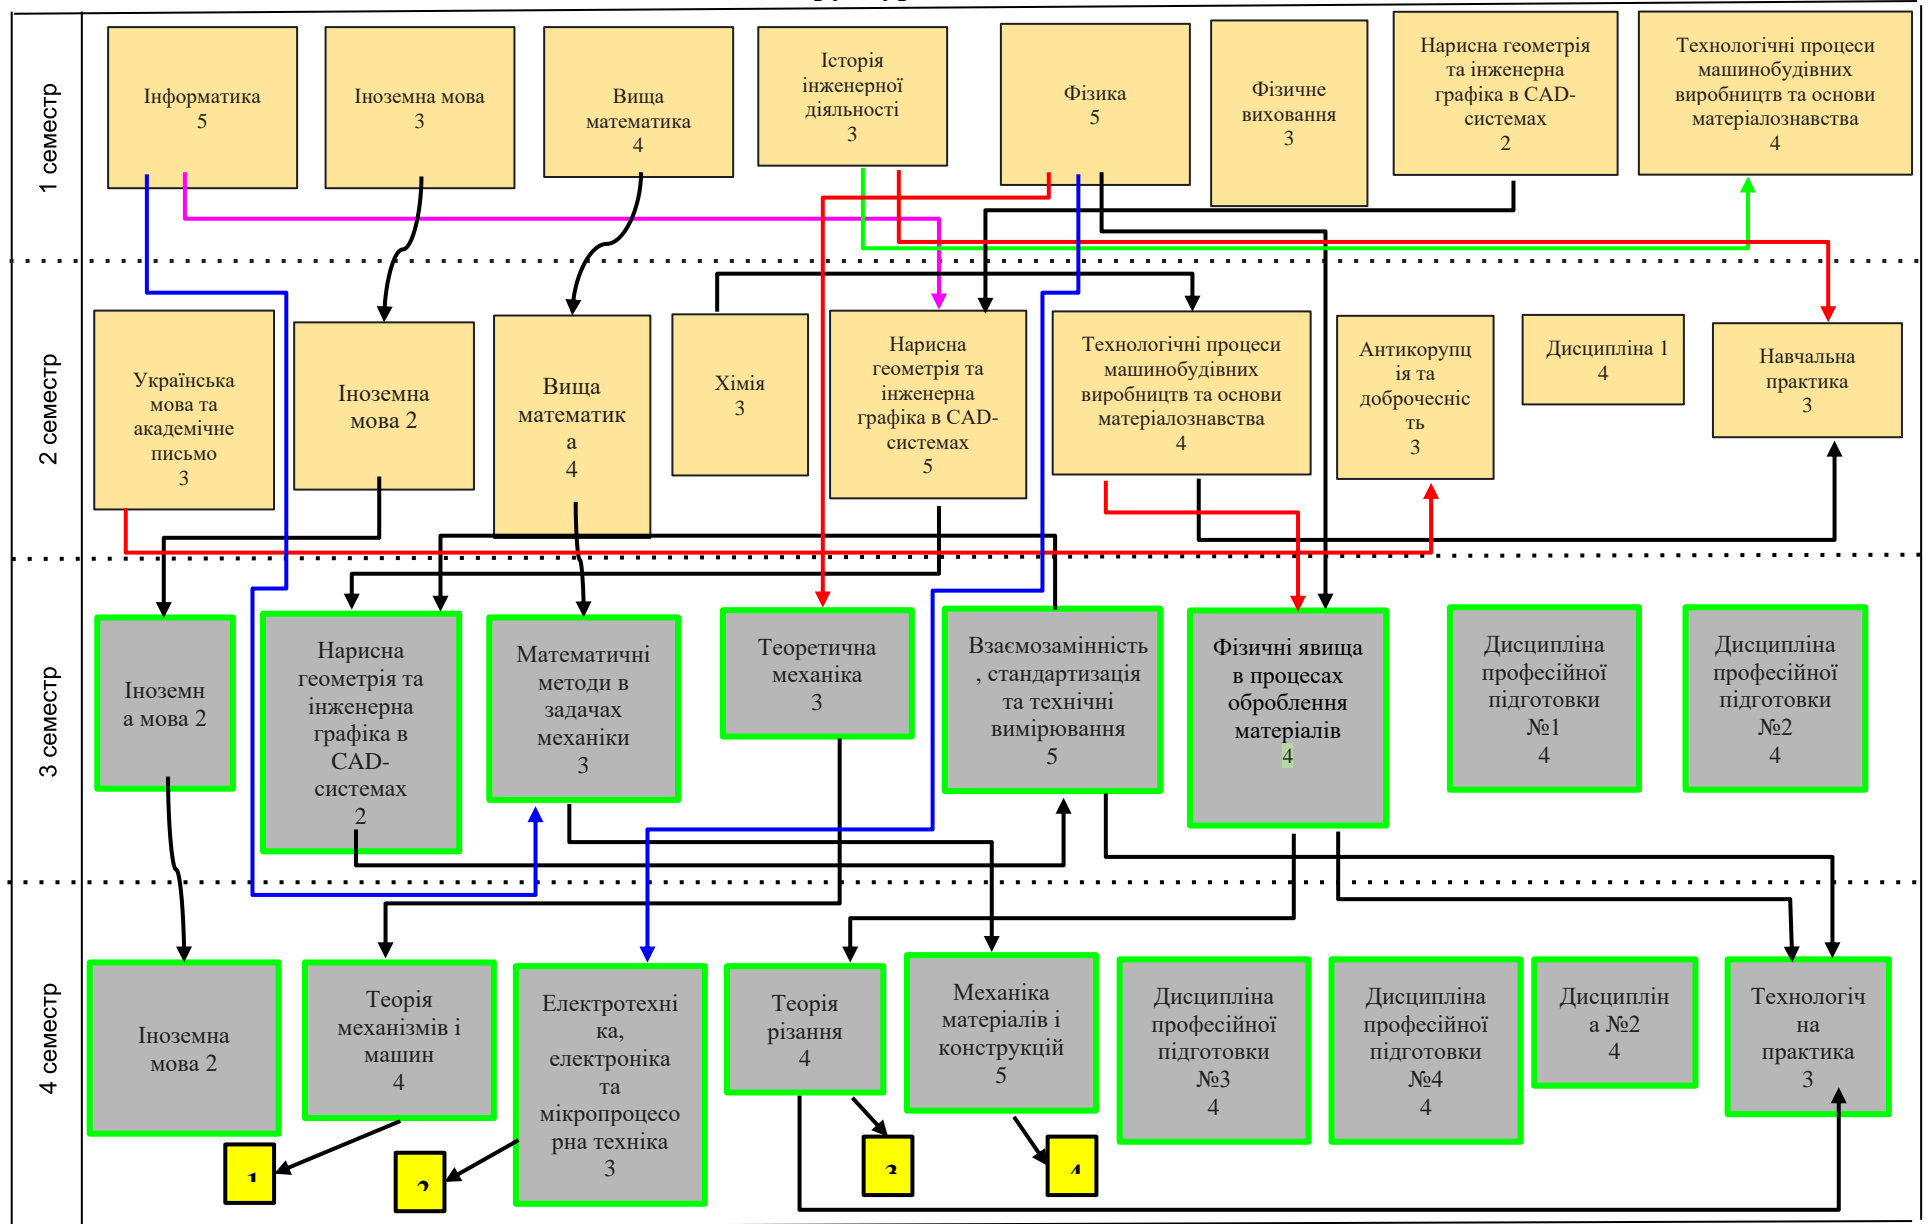 1 семестр
Інформатика
5
Іноземна мова
3
Вища
математика
4
Історія
інженерної
діяльності
3
Фізика
5
Фізичне
виховання
3
Нарисна геометрія
та інженерна
графіка в CAD-
системах
2
Технологічні процеси
машинобудівних
виробництв та основи
матеріалознавства
4
2 семестр
Українська
мова та
академічне
письмо
3
Іноземна
мова 2
Вища
математик
а
4
Хімія
3
Нарисна
геометрія та
інженерна
графіка в CAD-
системах
5
Технологічні процеси
машинобудівних
виробництв та основи
матеріалознавства
4
Антикорупц
ія та
доброчесніс
ть
3
Дисципліна 1
4
Навчальна
практика
3
3 семестр
Іноземн
а мова 2
Нарисна
геометрія та
інженерна
графіка в
CAD-
системах
2
Математичні
методи в
задачах
механіки
3
Теоретична
механіка
3
Взаємозамінність
, стандартизація
та технічні
вимірювання
5
Фізичні явища
в процесах
оброблення
матеріалів
4
Дисципліна
професійної
підготовки
№1
4
Дисципліна
професійної
підготовки
№2
4
4 семестр
Іноземна
мова 2
Теорія
механізмів і
машин
4
Електротехні
ка,
електроніка
та
мікропроцесо
рна техніка
3
Теорія
різання
4
Механіка
матеріалів і
конструкцій
5
Дисципліна
професійної
підготовки
№3
4
Дисципліна
професійної
підготовки
№4
4
Дисциплін
а №2
4
Технологіч
на
практика
3
1
2
3
4